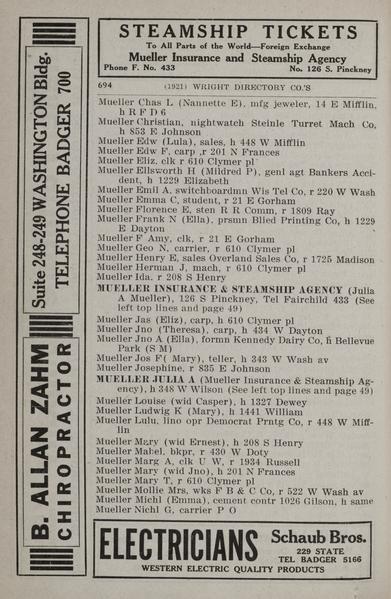 STEAMSHIP TICKETS
To All Parts of the World—Foreign Exchange
Mueller Insurance and Steamship Agency
Phone F. No. 433 No. 126 S. Pinckney
694 (1921) WRIGHT DIRECTORY CO.'S
Mueller Chas L (Nannette E), mfg jeweler, 14 E Mifflin,
h R F D 6
Mueller Christian, nightwatch Steinle Turret Mach Co,
h 853 E Johnson
Mueller Edw (Lula), sales, h 448 W Mifflin
Mueller Edw F, carp ,r 201 N Frances
Mueller Eliz, clk r 610 Clymer pl
Mueller Ellsworth H (Mildred P), genl agt Bankers Acci-
dent, h 1229 Elizabeth
Mueller Emil A, switchboardmn Wis Tel Co, r 220 W Wash
Mueller Emma C, student, r 21 E Gorham
Mueller Florence E, sten R R Comm, r 1809 Ray
Mueller Frank N (Ella), prsmn Blied Printing Co, h 1229
E Dayton
Mueller F Amy, clk, r 21 E Gorham
Mueller Geo N, carrier, r 610 Clymer pl
Mueller Henry E, sales Overland Sales Co, r 1725 Madison
Mueller Herman J, mach, r 610 Clymer pl
Mueller Ida, r 208 S Henry
MUELLER INSURANCE & STEAMSHIP AGENCY (Julia
A Mueller), 126 S Pinckney, Tel Fairchild 433 (See
left top lines and page 49)
Mueller Jas (Eliz), carp, h 610 Clymer pl
Mueller Jno (Theresa), carp, h 434 W Dayton
Mueller Jno A (Ella), formn Kennedy Dairy Co, h Bellevue
Park (S M)
Mueller Jos F( Mary), teller, h 343 W Wash av
Mueller Josephine, r 835 E Johnson
MUELLER JULIA A (Mueller Insurance & Steamship Ag-
ency), h 348 W Wilson (See left top lines and page 49)
Mueller Louise (wid Casper), h 1327 Dewey
Mueller Ludwig K (Mary), h 1441 William
Mueller Lulu, lino opr Democrat Prntg Co, r 448 W Miff-
lin
Mueller Mary (wid Ernest), h 208 S Henry
Mueller Mabel, bkpr, r 430 W Doty
Mueller Marg A, clk U W, r 1934 Russell
Mueller Mary (wid Jno), h 201 N Frances
Mueller Mary T, r 610 Clymer pl
Mueller Mollie Mrs, wks F B & C Co, r 522 W Wash av
Mueller Michl (Emma), cement contr 1026 Gilson, h same
Mueller Nichl G, carrier P O
B. ALLAN ZAHM
CHIROPRACTOR
Suite 248-249 WASHINGTON Bldg.
TELEPHONE BADGER 700
ELECTRICIANS
Schaub Bros.
229 STATE
TEL BADGER 5166
WESTERN ELECTRIC QUALITY PRODUCTS